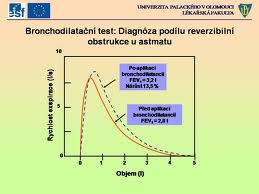 esf
UNIVERZITA PALACKÉHO V OLOMOUCI
LÉKAŘSKÁ FAKULTA
Bronchodilatační test: Diagnóza podílu reverzibilní
obstrukce u astmatu
10
Rychlost exspirace (l/s)
5
0
0 1 2 3 4 5
Objem (l)
Po aplikaci
bronchodilatancií
FEV₁ = 3,2 l
Nárůst 13,5 %
Před aplikací
bronchodilatancií
FEV₁ = 2,8 l